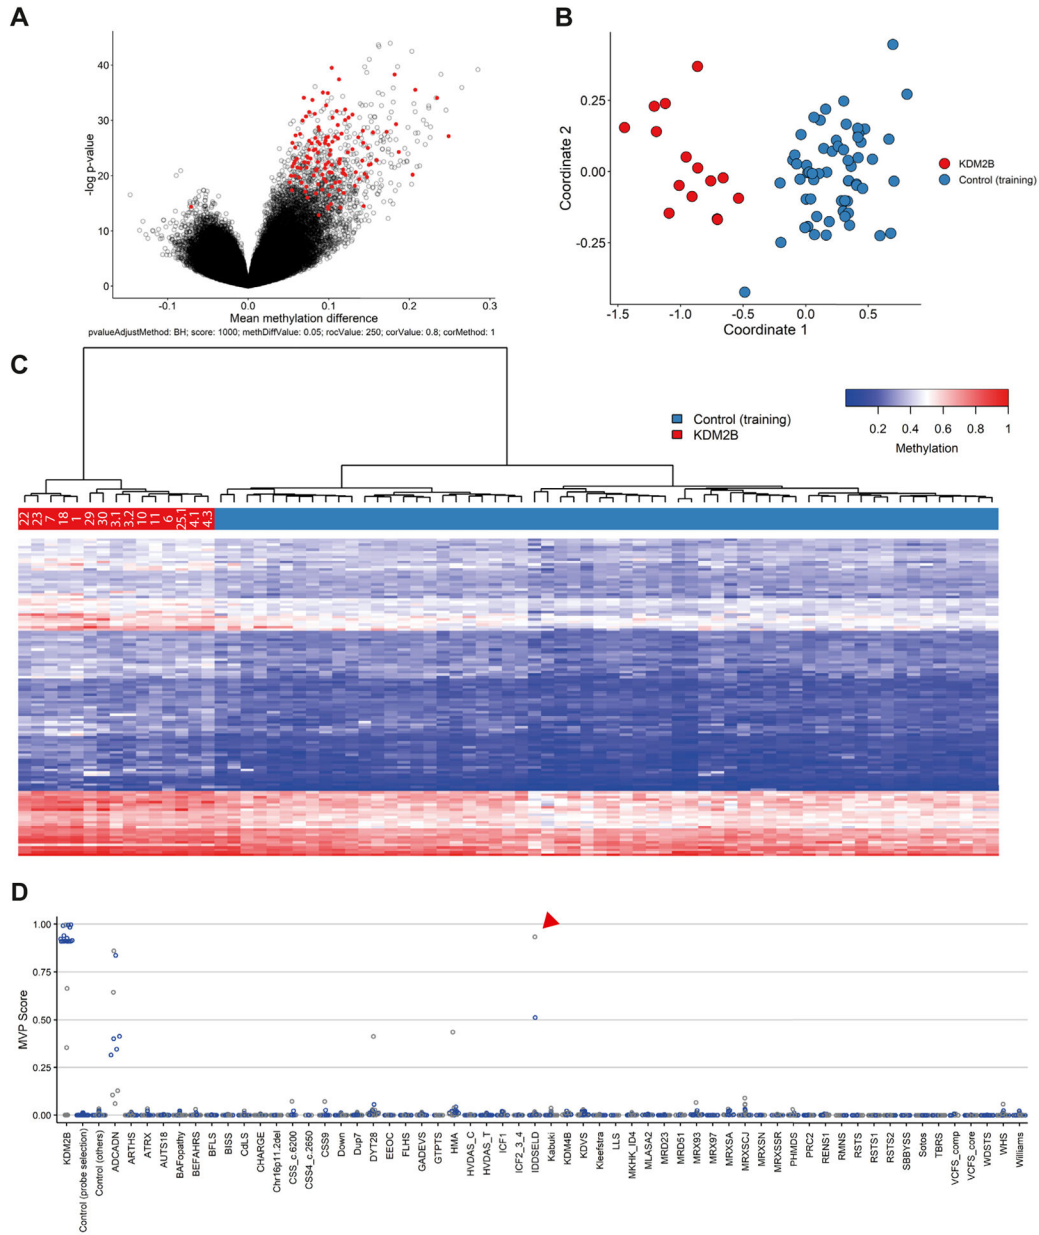 A
40
30
20
10
0
-log p-value
-0.1 0.0 0.1 0.2 0.3
Mean methylation difference
pvalueAdjustMethod: BH; score: 1000; methDiffValue: 0.05; rocValue: 250; corValue: 0.8; corMethod: 1
B
0.25
0.00
-0.25
Coordinate 2
-1.5 -1.0 -0.5 0.0 0.5
Coordinate 1
KDM2B
Control (training)
C
Control (training)
KDM2B
0.2 0.4 0.6 0.8 1
Methylation
22 23 7 18 1 29 30 3.1 3.2 10 11 6 25.1 4.1 4.3
D
1.00
0.75
0.50
0.25
0.00
MVP Score
KDM2B
Control (probe selection)
Control (others)
ADCADN
ARTHS
ATRX
AUTS18
BAFopathy
BEFAHRS
BFLS
BISS
CdLS
CHARGE
Chr16p11.2del
CSS_c.6200
CSS4_c.2650
CSS9
Down
Dup7
DYT28
EEOC
FLHS
GADEVS
GTPTS
HMA
HVDAS_C
HVDAS_T
ICF1
ICF2_3_4
IDDSELD
Kabuki
KDM4B
KDVS
Kleefstra
LLS
MKHK_ID4
MLASA2
MRD23
MRD51
MRX93
MRX97
MRXSA
MRXSCJ
MRXSN
MRXSSR
PHMDS
PRC2
RENS1
RMNS
RSTS
RSTS1
RSTS2
SBBYSS
Sotos
TBRS
VCFS_comp
VCFS_core
WDSTS
WHS
Williams